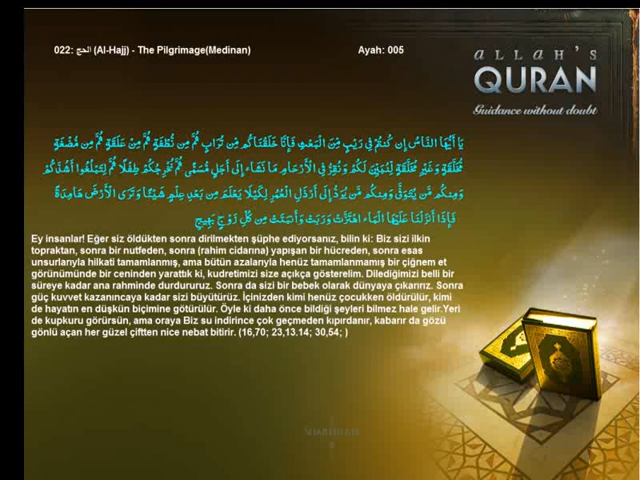 022: الحج (Al-Hajj) - The Pilgrimage(Medinan)
Ayah: 005
ALLAH'S
QURAN
Guidance without doubt
يَا أَيُّهَا النَّاسُ إِن كُنتُمْ فِي رَيْبٍ مِّنَ الْبَعْثِ فَإِنَّا خَلَقْنَاكُم مِّن تُرَابٍ ثُمَّ مِن نُّطْفَةٍ ثُمَّ مِنْ عَلَقَةٍ ثُمَّ مِن مُّضْغَةٍ
مُّخَلَّقَةٍ وَغَيْرِ مُخَلَّقَةٍ لِّنُبَيِّنَ لَكُمْ وَنُقِرُّ فِي الْأَرْحَامِ مَا نَشَاء إِلَى أَجَلٍ مُّسَمًّى ثُمَّ نُخْرِجُكُمْ طِفْلًا ثُمَّ لِتَبْلُغُوا أَشُدَّكُمْ
وَمِنكُم مَّن يُتَوَفَّى وَمِنكُم مَّن يُرَدُّ إِلَى أَرْذَلِ الْعُمُرِ لِكَيْلَا يَعْلَمَ مِن بَعْدِ عِلْمٍ شَيْئًا وَتَرَى الْأَرْضَ هَامِدَةً
فَإِذَا أَنزَلْنَا عَلَيْهَا الْمَاء اهْتَزَّتْ وَرَبَتْ وَأَنبَتَتْ مِن كُلِّ زَوْجٍ بَهِيجٍ
Ey insanlar! Eğer siz öldükten sonra dirilmekten şüphe ediyorsanız, bilin ki: Biz sizi ilkin
topraktan, sonra bir nutfeden, sonra (rahim cidarına) yapışan bir hücreden, sonra esas
unsurlarıyla hilkati tamamlanmış, ama bütün azalarıyla henüz tamamlanmamış bir çiğnem et
görünümünde bir ceninden yarattık ki, kudretimizi size açıkça gösterelim. Dilediğimizi belli bir
süreye kadar ana rahminde durdururuz. Sonra da sizi bir bebek olarak dünyaya çıkarırız. Sonra
güç kuvvet kazanıncaya kadar sizi büyütürüz. İçinizden kimi henüz çocukken öldürülür, kimi
de hayatın en düşkün biçimine götürülür. Öyle ki daha önce bildiği şeyleri bilmez hale gelir.Yeri
de kupkuru görürsün, ama oraya Biz su indirince çok geçmeden kıpırdanır, kabarır da gözü
gönlü açan her güzel çiftten nice nebat bitirir. (16,70; 23,13.14; 30,54; )